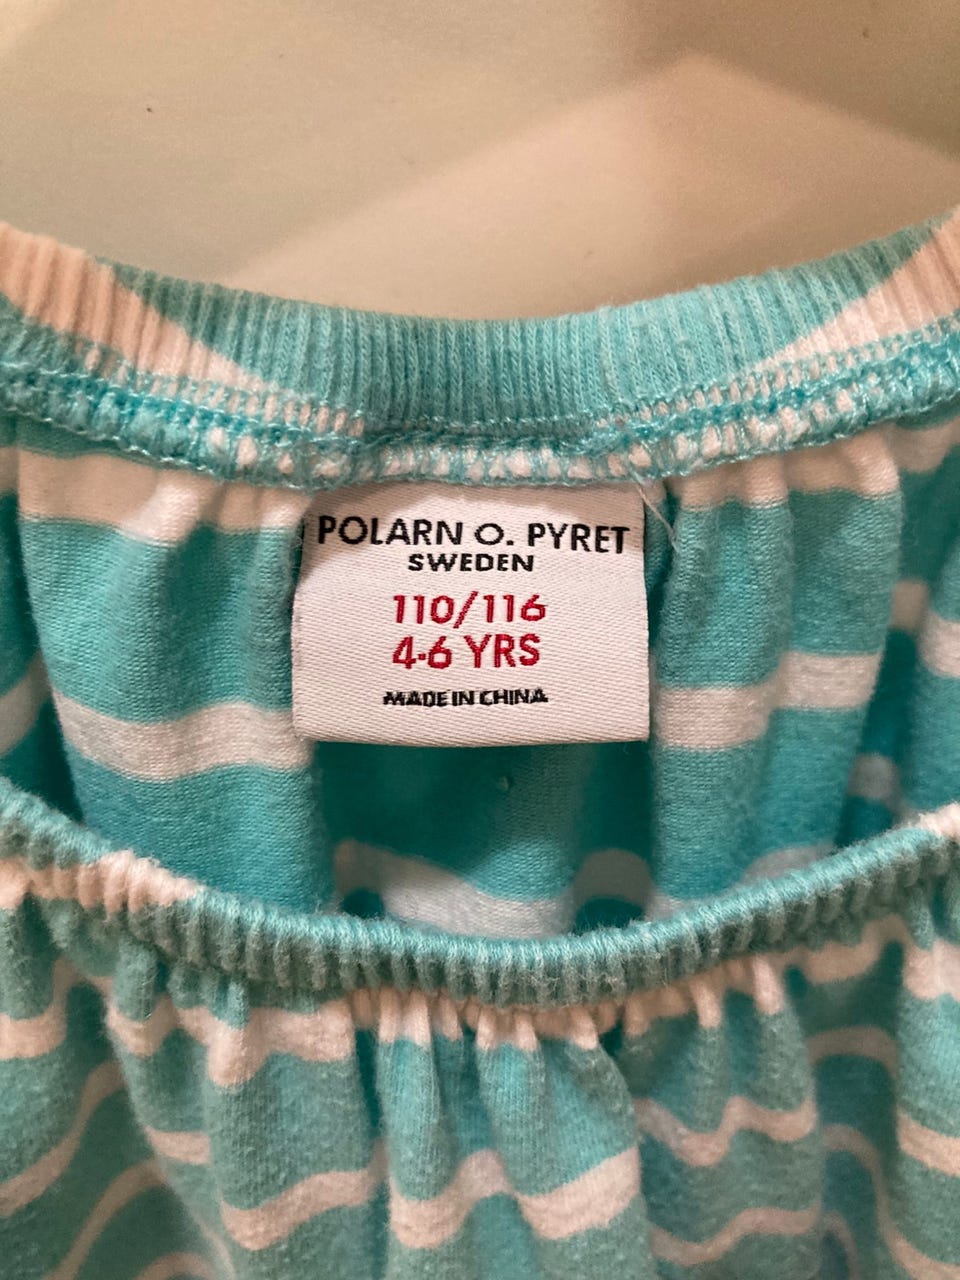 POLARN O. PYRET
SWEDEN
110/116
4-6 YRS
MADE IN CHINA